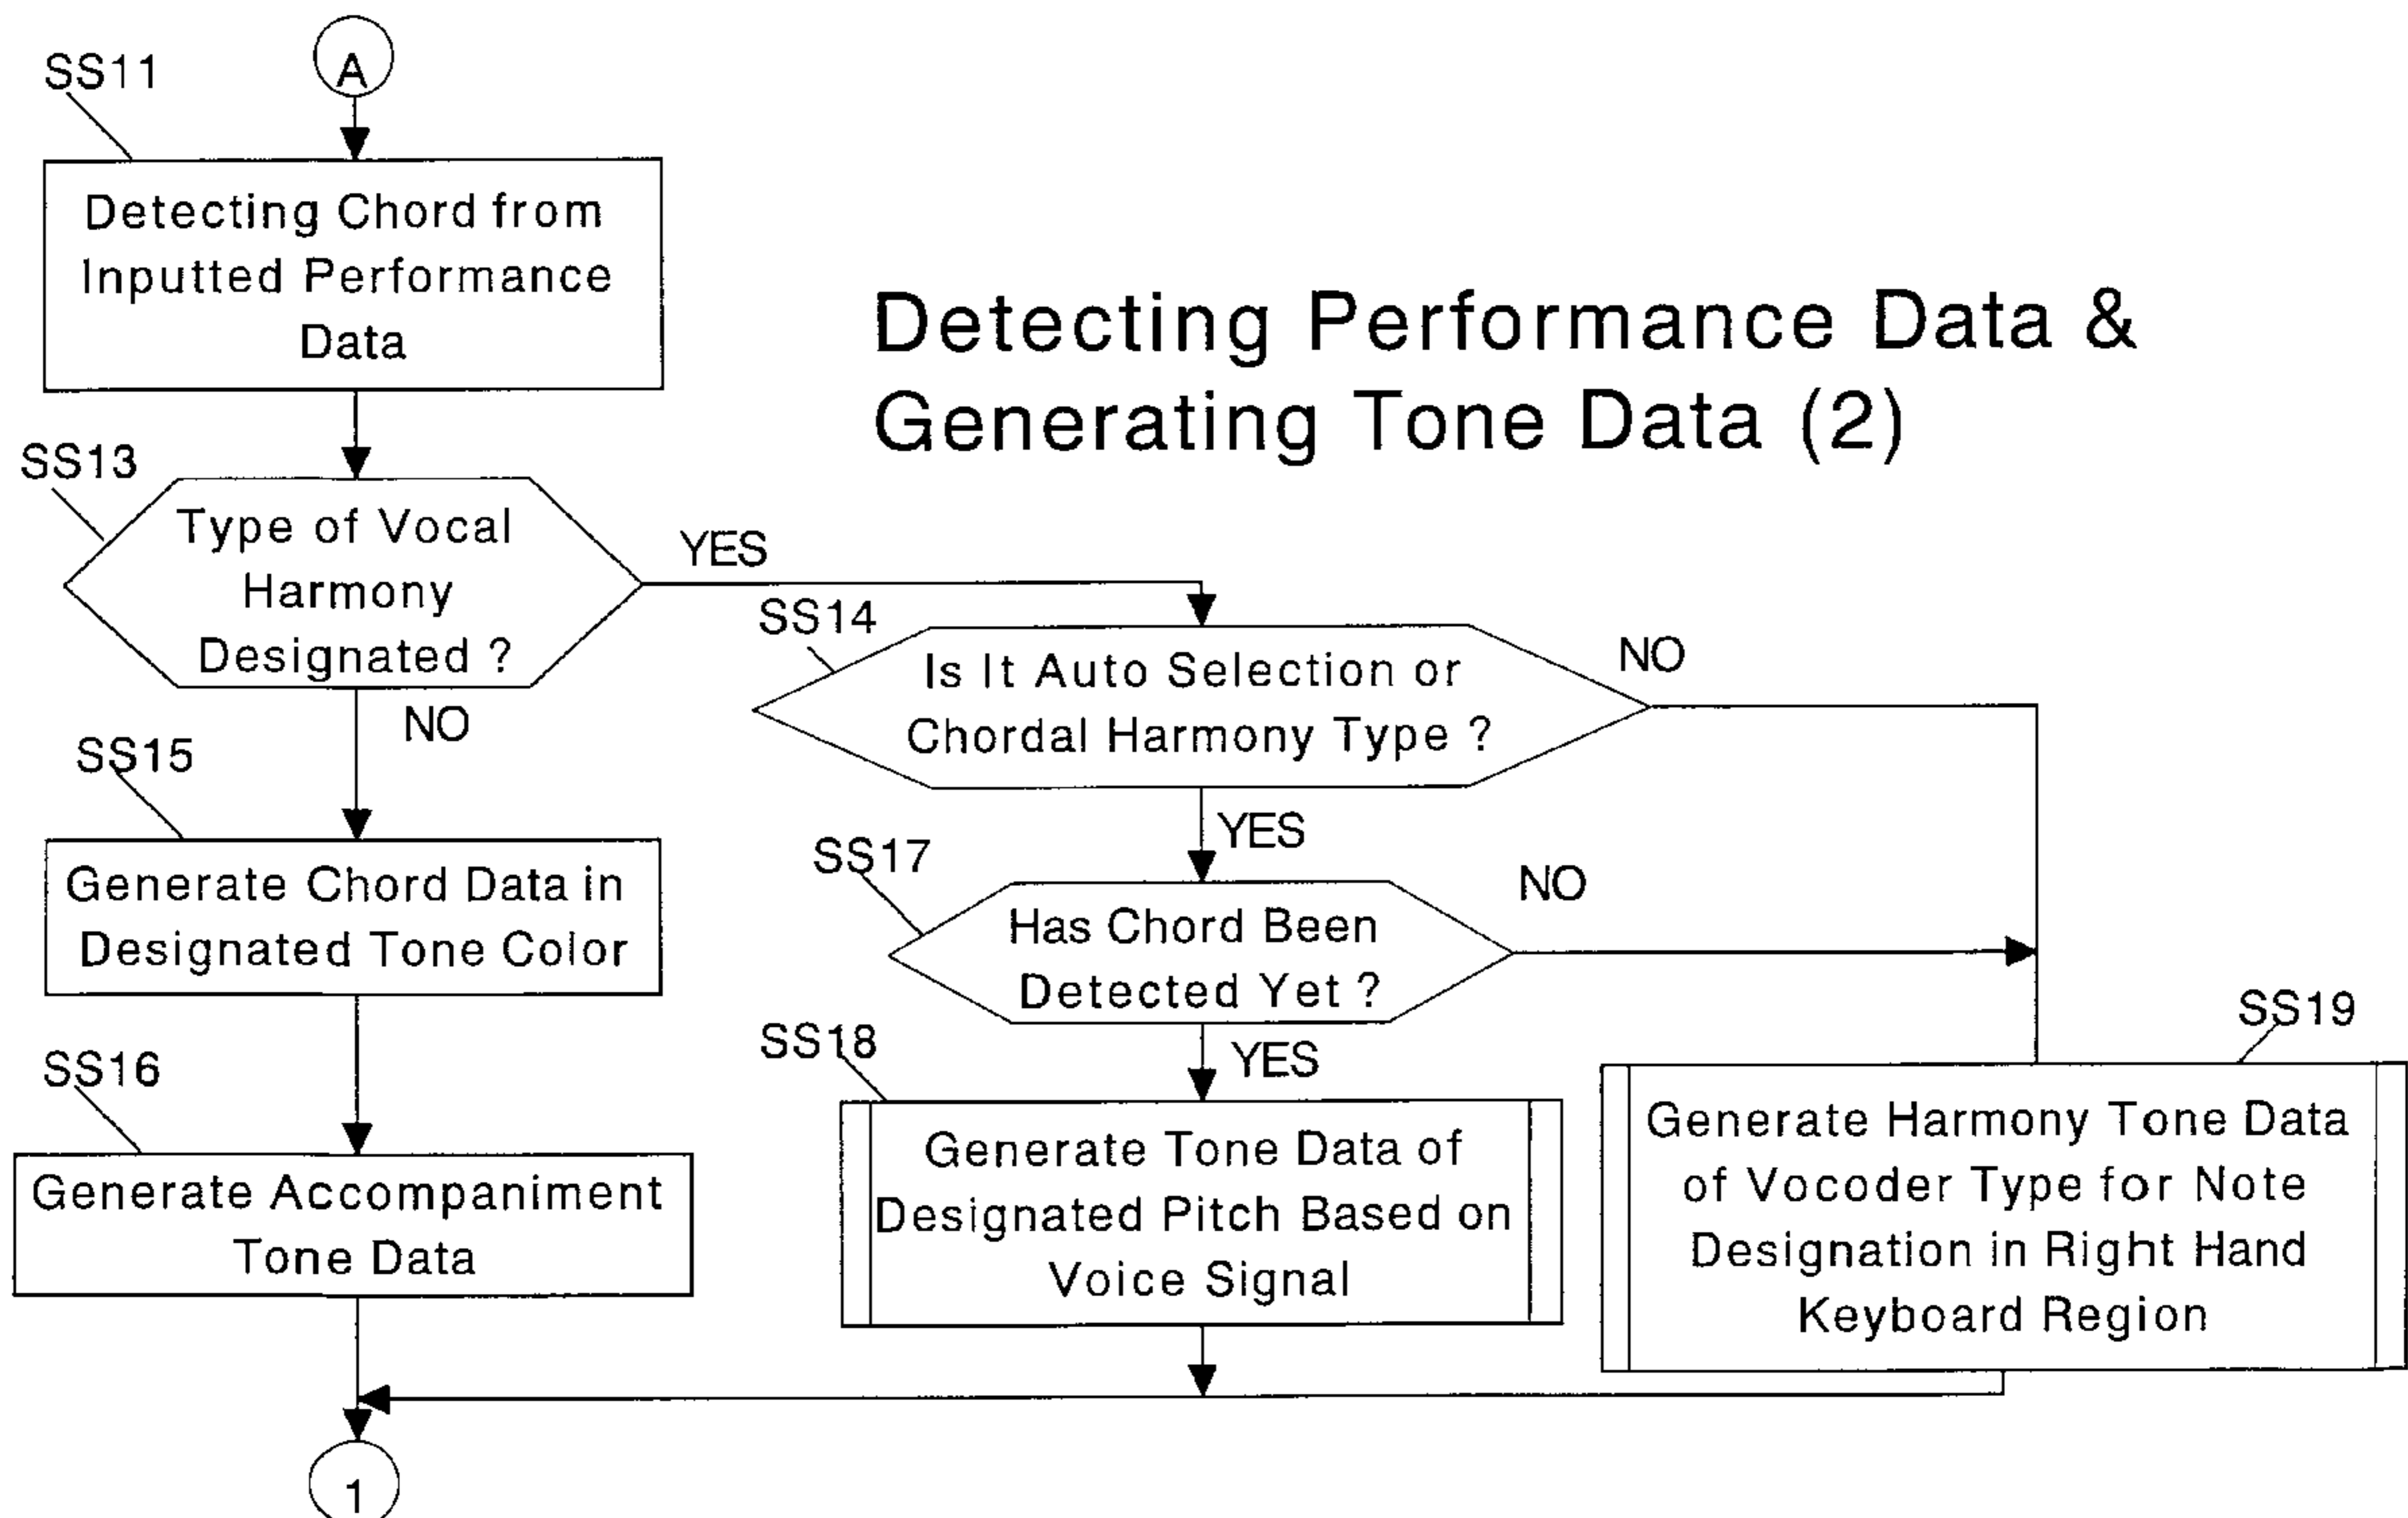 A
SS11
Detecting Chord from
Inputted Performance
Data
Detecting Performance Data &
Generating Tone Data (2)
SS13
Type of Vocal
Harmony
Designated ?
YES
NO
SS14
Is It Auto Selection or
Chordal Harmony Type ?
NO
YES
SS15
Generate Chord Data in
Designated Tone Color
SS17
Has Chord Been
Detected Yet ?
NO
YES
SS16
Generate Accompaniment
Tone Data
SS18
Generate Tone Data of
Designated Pitch Based on
Voice Signal
SS19
Generate Harmony Tone Data
of Vocoder Type for Note
Designation in Right Hand
Keyboard Region
1